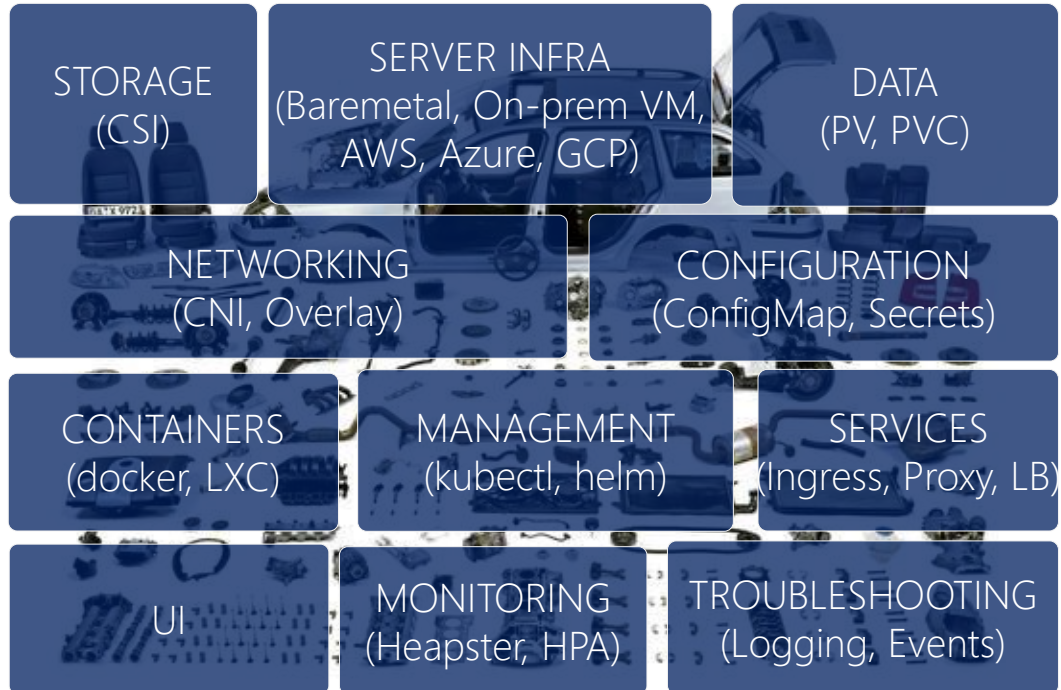 STORAGE
(CSI)
SERVER INFRA
(Baremetal, On-prem VM,
AWS, Azure, GCP)
DATA
(PV, PVC)
NETWORKING
(CNI, Overlay)
CONFIGURATION
(ConfigMap, Secrets)
CONTAINERS
(docker, LXC)
MANAGEMENT
(kubectl, helm)
SERVICES
(Ingress, Proxy, LB)
UI
MONITORING
(Heapster, HPA)
TROUBLESHOOTING
(Logging, Events)